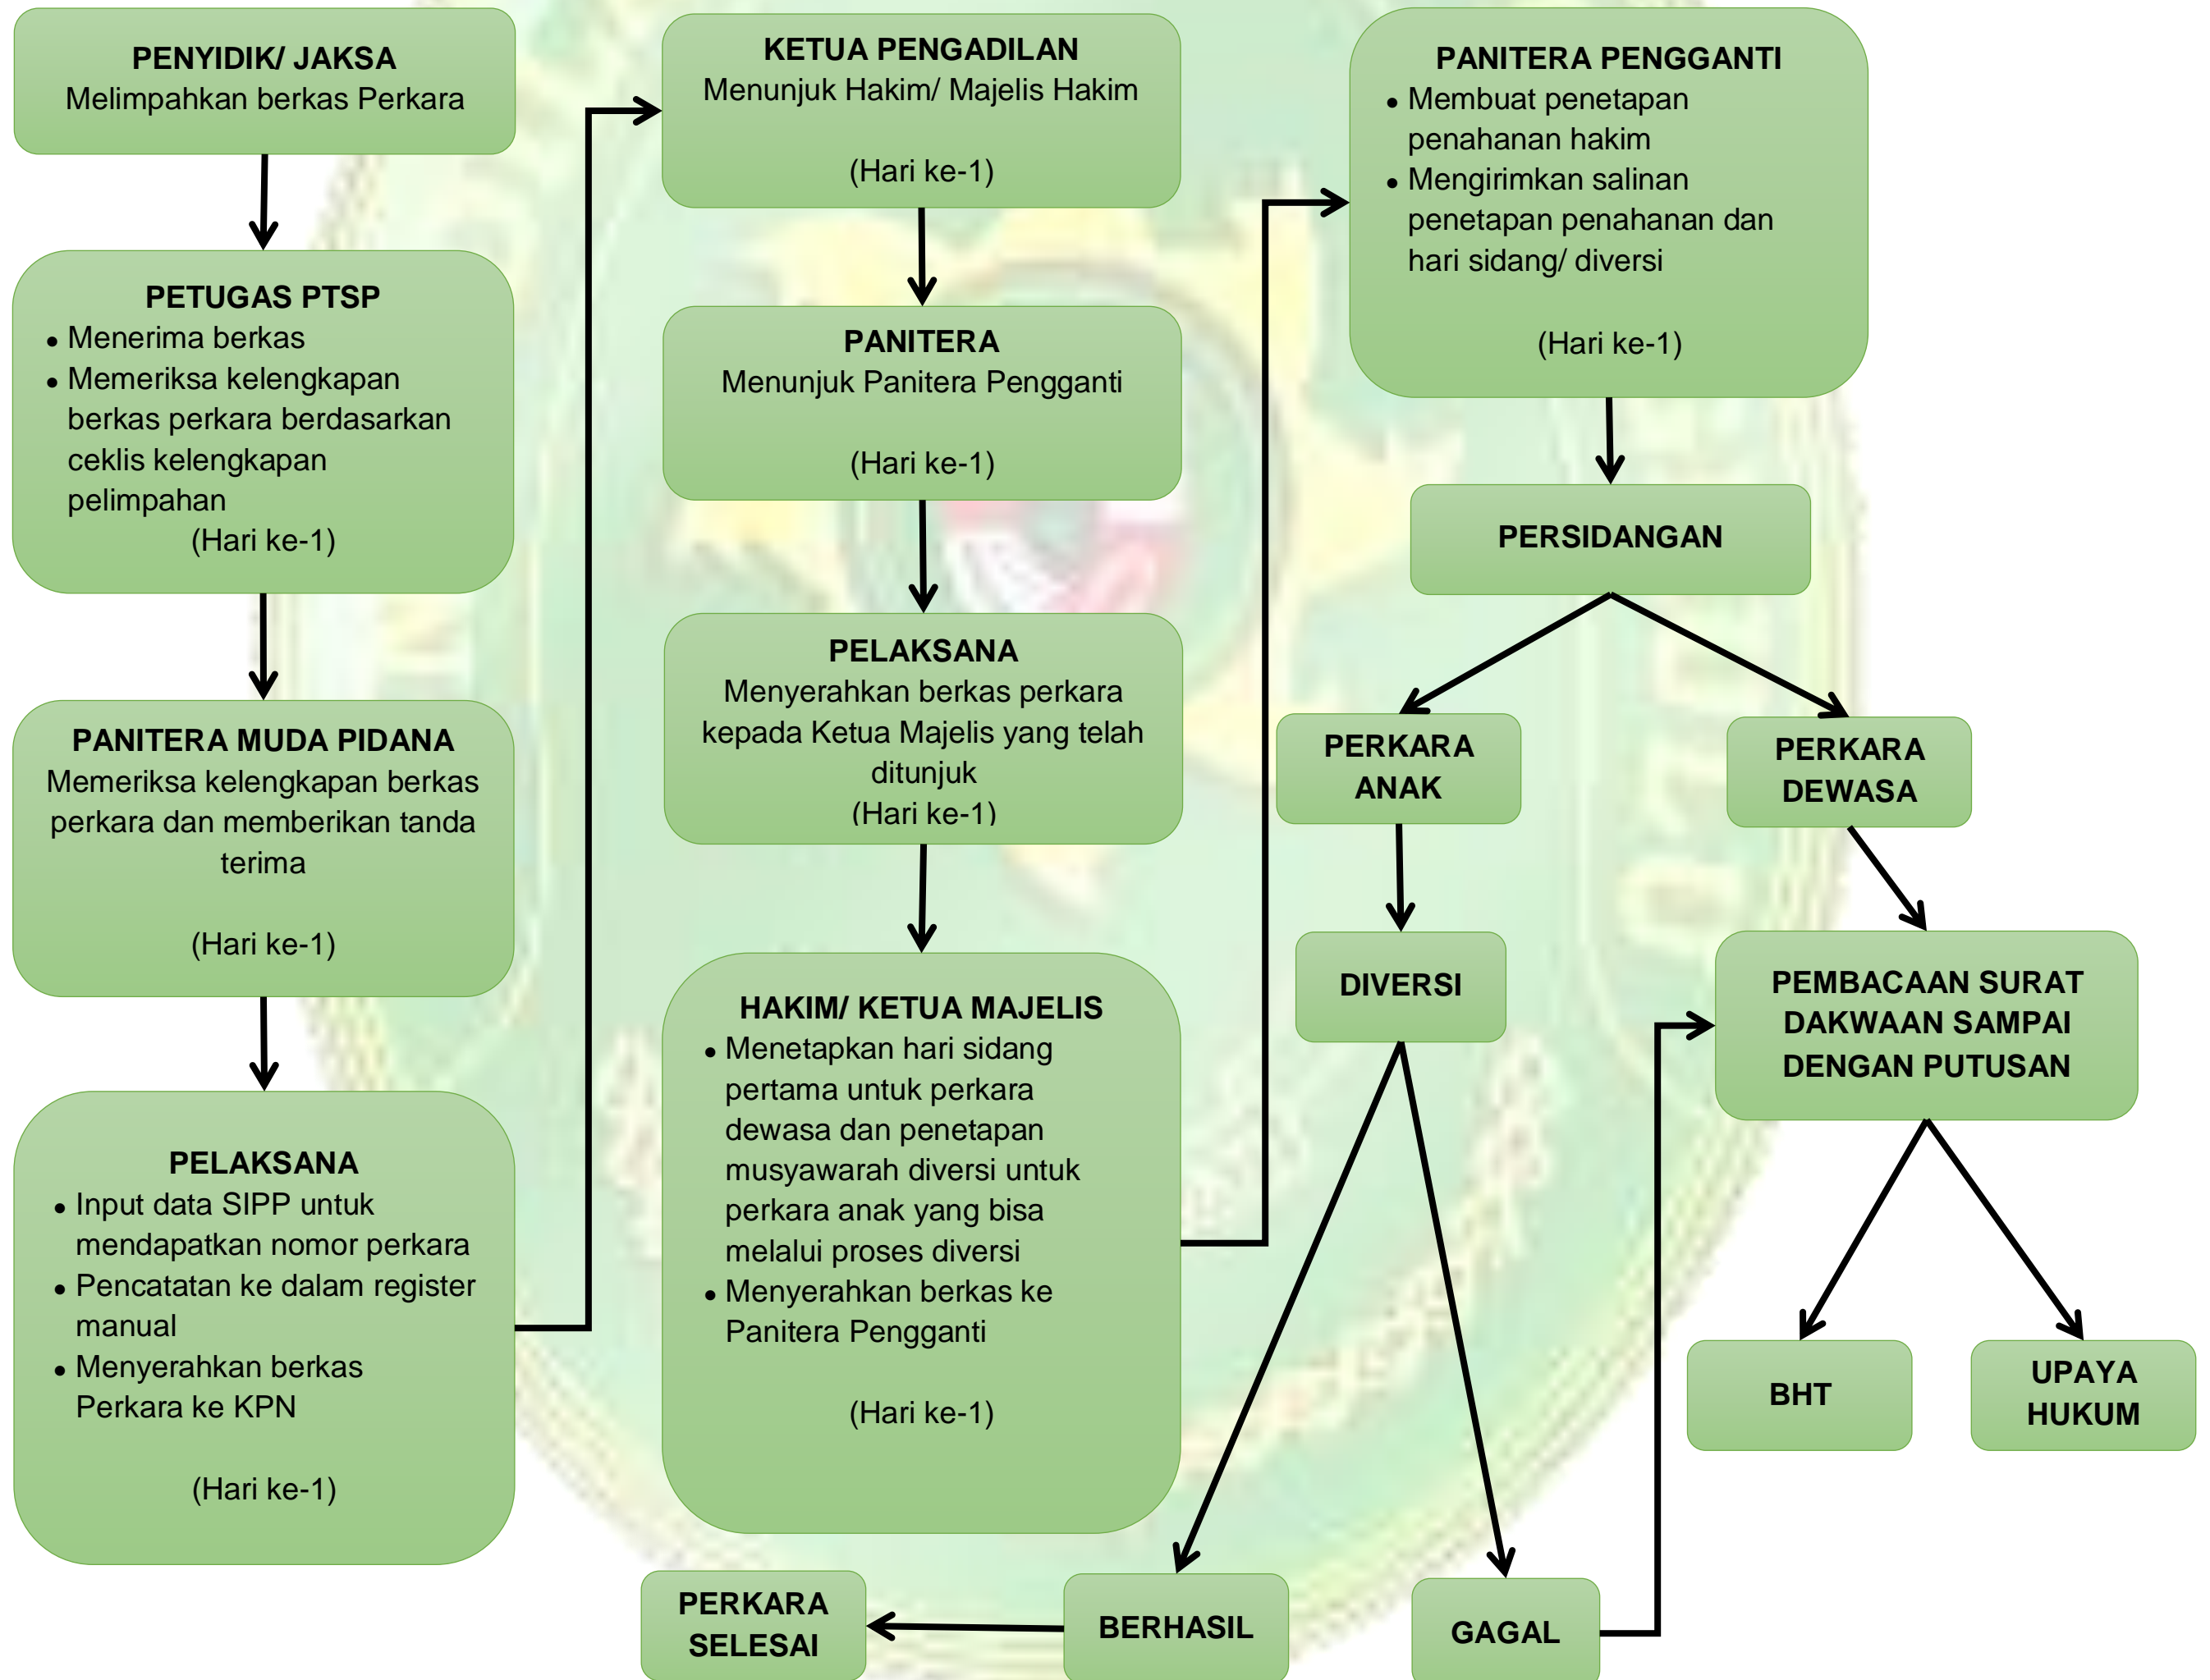 PENYIDIK/ JAKSA
Melimpahkan berkas Perkara
PETUGAS PTSP
• Menerima berkas
• Memeriksa kelengkapan
berkas perkara berdasarkan
ceklis kelengkapan
pelimpahan
(Hari ke-1)
PANITERA MUDA PIDANA
Memeriksa kelengkapan berkas
perkara dan memberikan tanda
terima
(Hari ke-1)
PELAKSANA
• Input data SIPP untuk
mendapatkan nomor perkara
• Pencatatan ke dalam register
manual
• Menyerahkan berkas
Perkara ke KPN
(Hari ke-1)
KETUA PENGADILAN
Menunjuk Hakim/ Majelis Hakim
(Hari ke-1)
PANITERA
Menunjuk Panitera Pengganti
(Hari ke-1)
PELAKSANA
Menyerahkan berkas perkara
kepada Ketua Majelis yang telah
ditunjuk
(Hari ke-1)
HAKIM/ KETUA MAJELIS
• Menetapkan hari sidang
pertama untuk perkara
dewasa dan penetapan
musyawarah diversi untuk
perkara anak yang bisa
melalui proses diversi
• Menyerahkan berkas ke
Panitera Pengganti
(Hari ke-1)
PANITERA PENGGANTI
• Membuat penetapan
penahanan hakim
• Mengirimkan salinan
penetapan penahanan dan
hari sidang/ diversi
(Hari ke-1)
PERSIDANGAN
PERKARA
ANAK
PERKARA
DEWASA
DIVERSI
PEMBACAAN SURAT
DAKWAAN SAMPAI
DENGAN PUTUSAN
BHT
UPAYA
HUKUM
PERKARA
SELESAI
BERHASIL
GAGAL